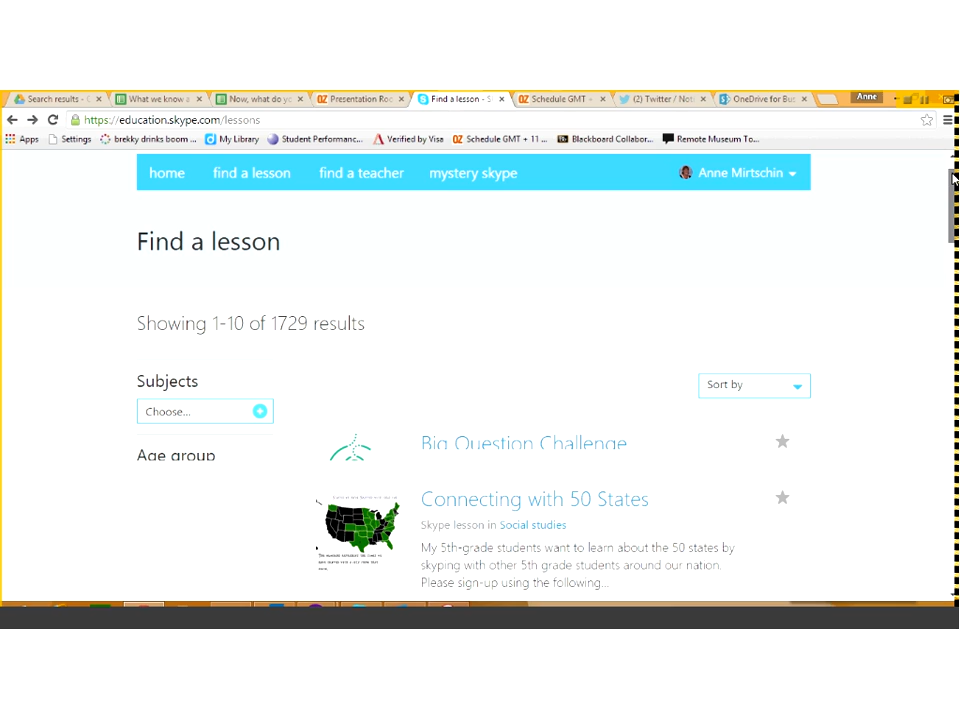 Search results - G
What we know a
Now, what do yo
Presentation Roo
Find a lesson - S
Schedule GMT -
(2) Twitter / Noti
OneDrive for Bus
Anne
https://education.skype.com/lessons
Apps
Settings
brekky drinks boom ...
My Library
Student Performanc...
Verified by Visa
Schedule GMT + 11 ...
Blackboard Collabor...
Remote Museum To...
home find a lesson find a teacher mystery skype Anne Mirtschin
Find a lesson
Showing 1-10 of 1729 results
Subjects
Sort by
Choose...
Big Question Challenge
Age group
Connecting with 50 States
Skype lesson in Social studies
My 5th-grade students want to learn about the 50 states by
skyping with other 5th grade students around our nation.
Please sign-up using the following...